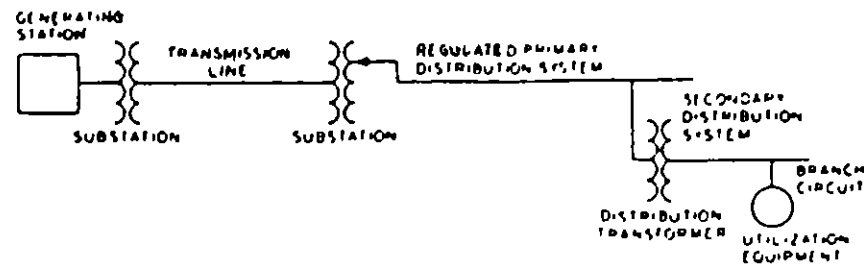 GENERATING
STATION
TRANSMISSION
LINE
SUBSTATION
SUBSTATION
REGULATED PRIMARY
DISTRIBUTION SYSTEM
SECONDARY
DISTRIBUTION
SYSTEM
BRANCH
CIRCUIT
DISTRIBUTION
TRANSFORMER
UTILIZATION
EQUIPMENT